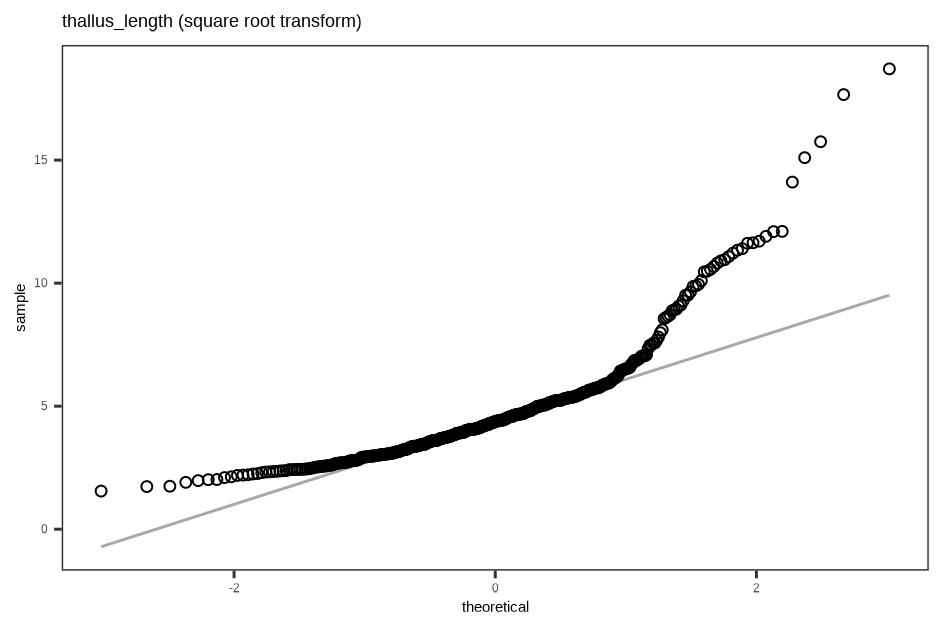 thallus_length (square root transform)
15
10
5
0
sample
-2
0
2
theoretical